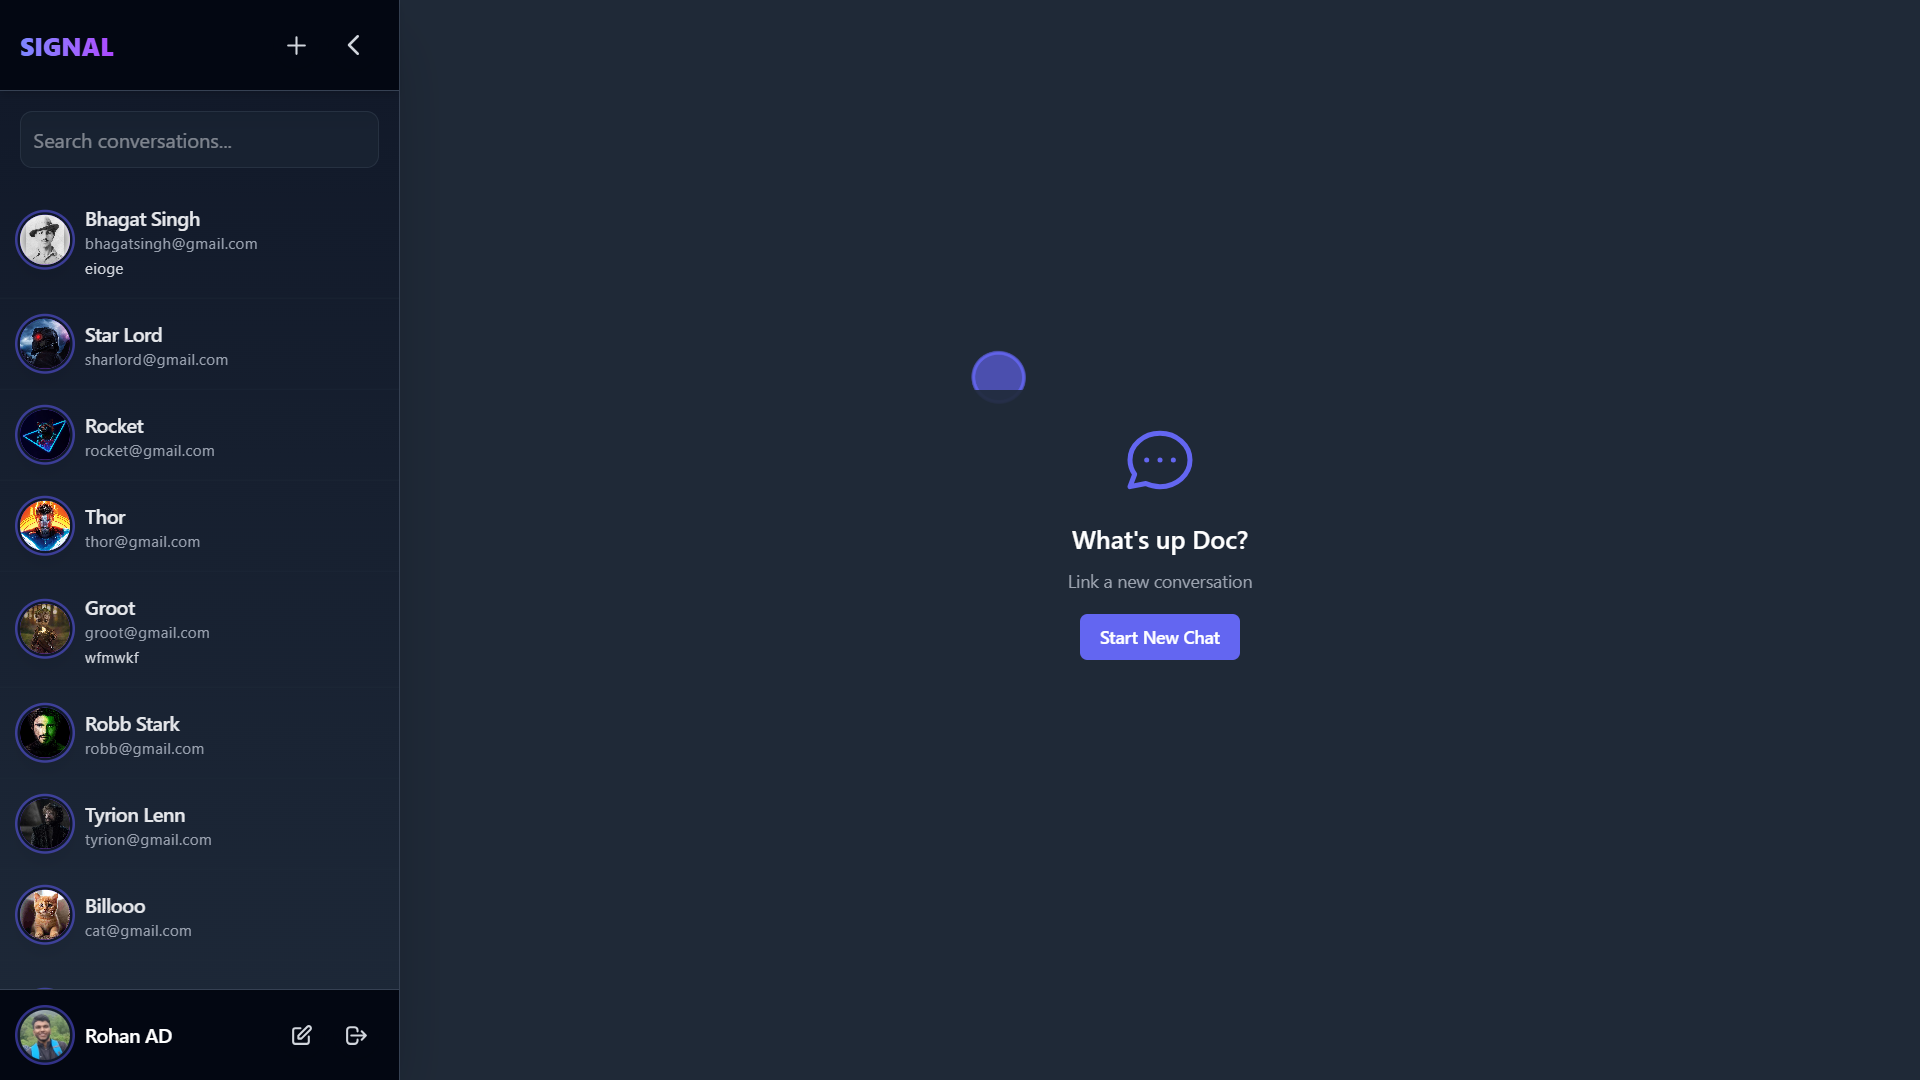 SIGNAL
Search conversations...
Bhagat Singh
bhagatsingh@gmail.com
eioge
Star Lord
sharlord@gmail.com
Rocket
rocket@gmail.com
Thor
thor@gmail.com
Groot
groot@gmail.com
wfmwkf
Robb Stark
robb@gmail.com
Tyrion Lenn
tyrion@gmail.com
Billooo
cat@gmail.com
Rohan AD
What's up Doc?
Link a new conversation
Start New Chat